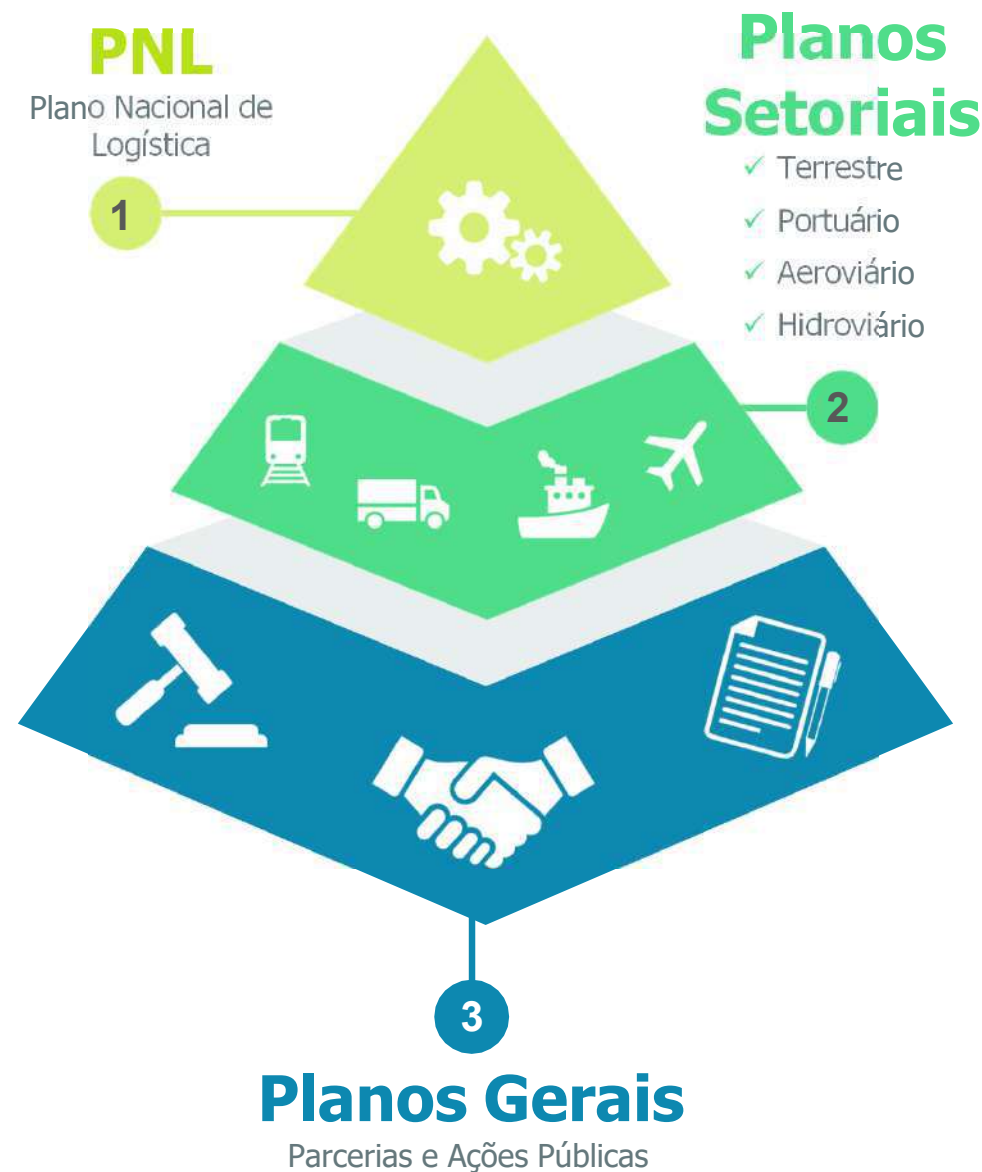 PNL
Plano Nacional de
Logística
1
Planos
Setoriais
✓ Terrestre
✓ Portuário
✓ Aeroviário
✓ Hidroviário
2
3
Planos Gerais
Parcerias e Ações Públicas